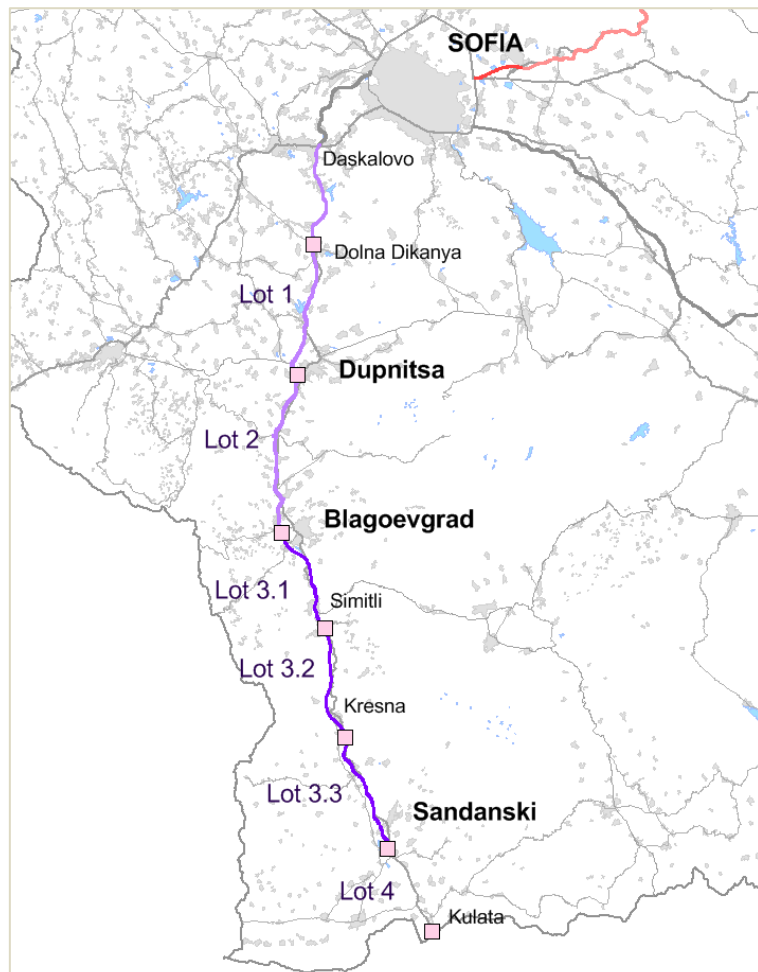 SOFIA
Daskalovo
Dolna Dikanya
Lot 1
Dupnitsa
Lot 2
Blagoevgrad
Lot 3.1
Simitli
Lot 3.2
Kresna
Lot 3.3
Sandanski
Lot 4
Kulata